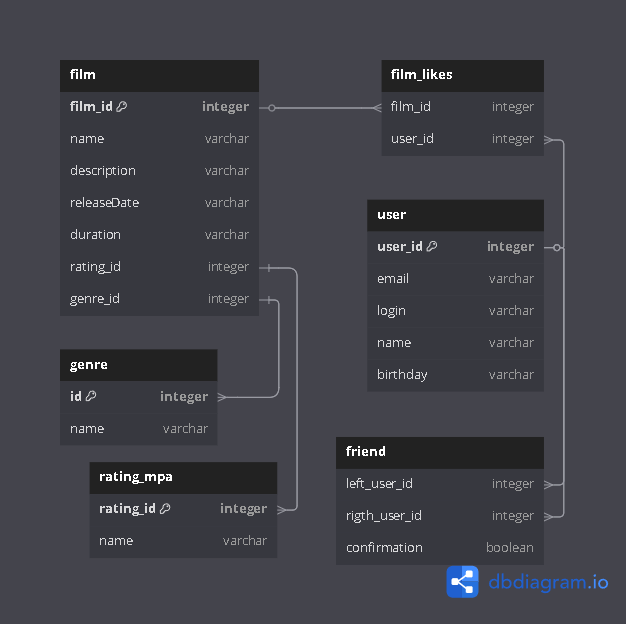 film
film_id integer
name varchar
description varchar
releaseDate varchar
duration varchar
rating_id integer
genre_id integer
genre
id integer
name varchar
rating_mpa
rating_id integer
name varchar
film_likes
film_id integer
user_id integer
user
user_id integer
email varchar
login varchar
name varchar
birthday varchar
friend
left_user_id integer
rigth_user_id integer
confirmation boolean
dbdiagram.io